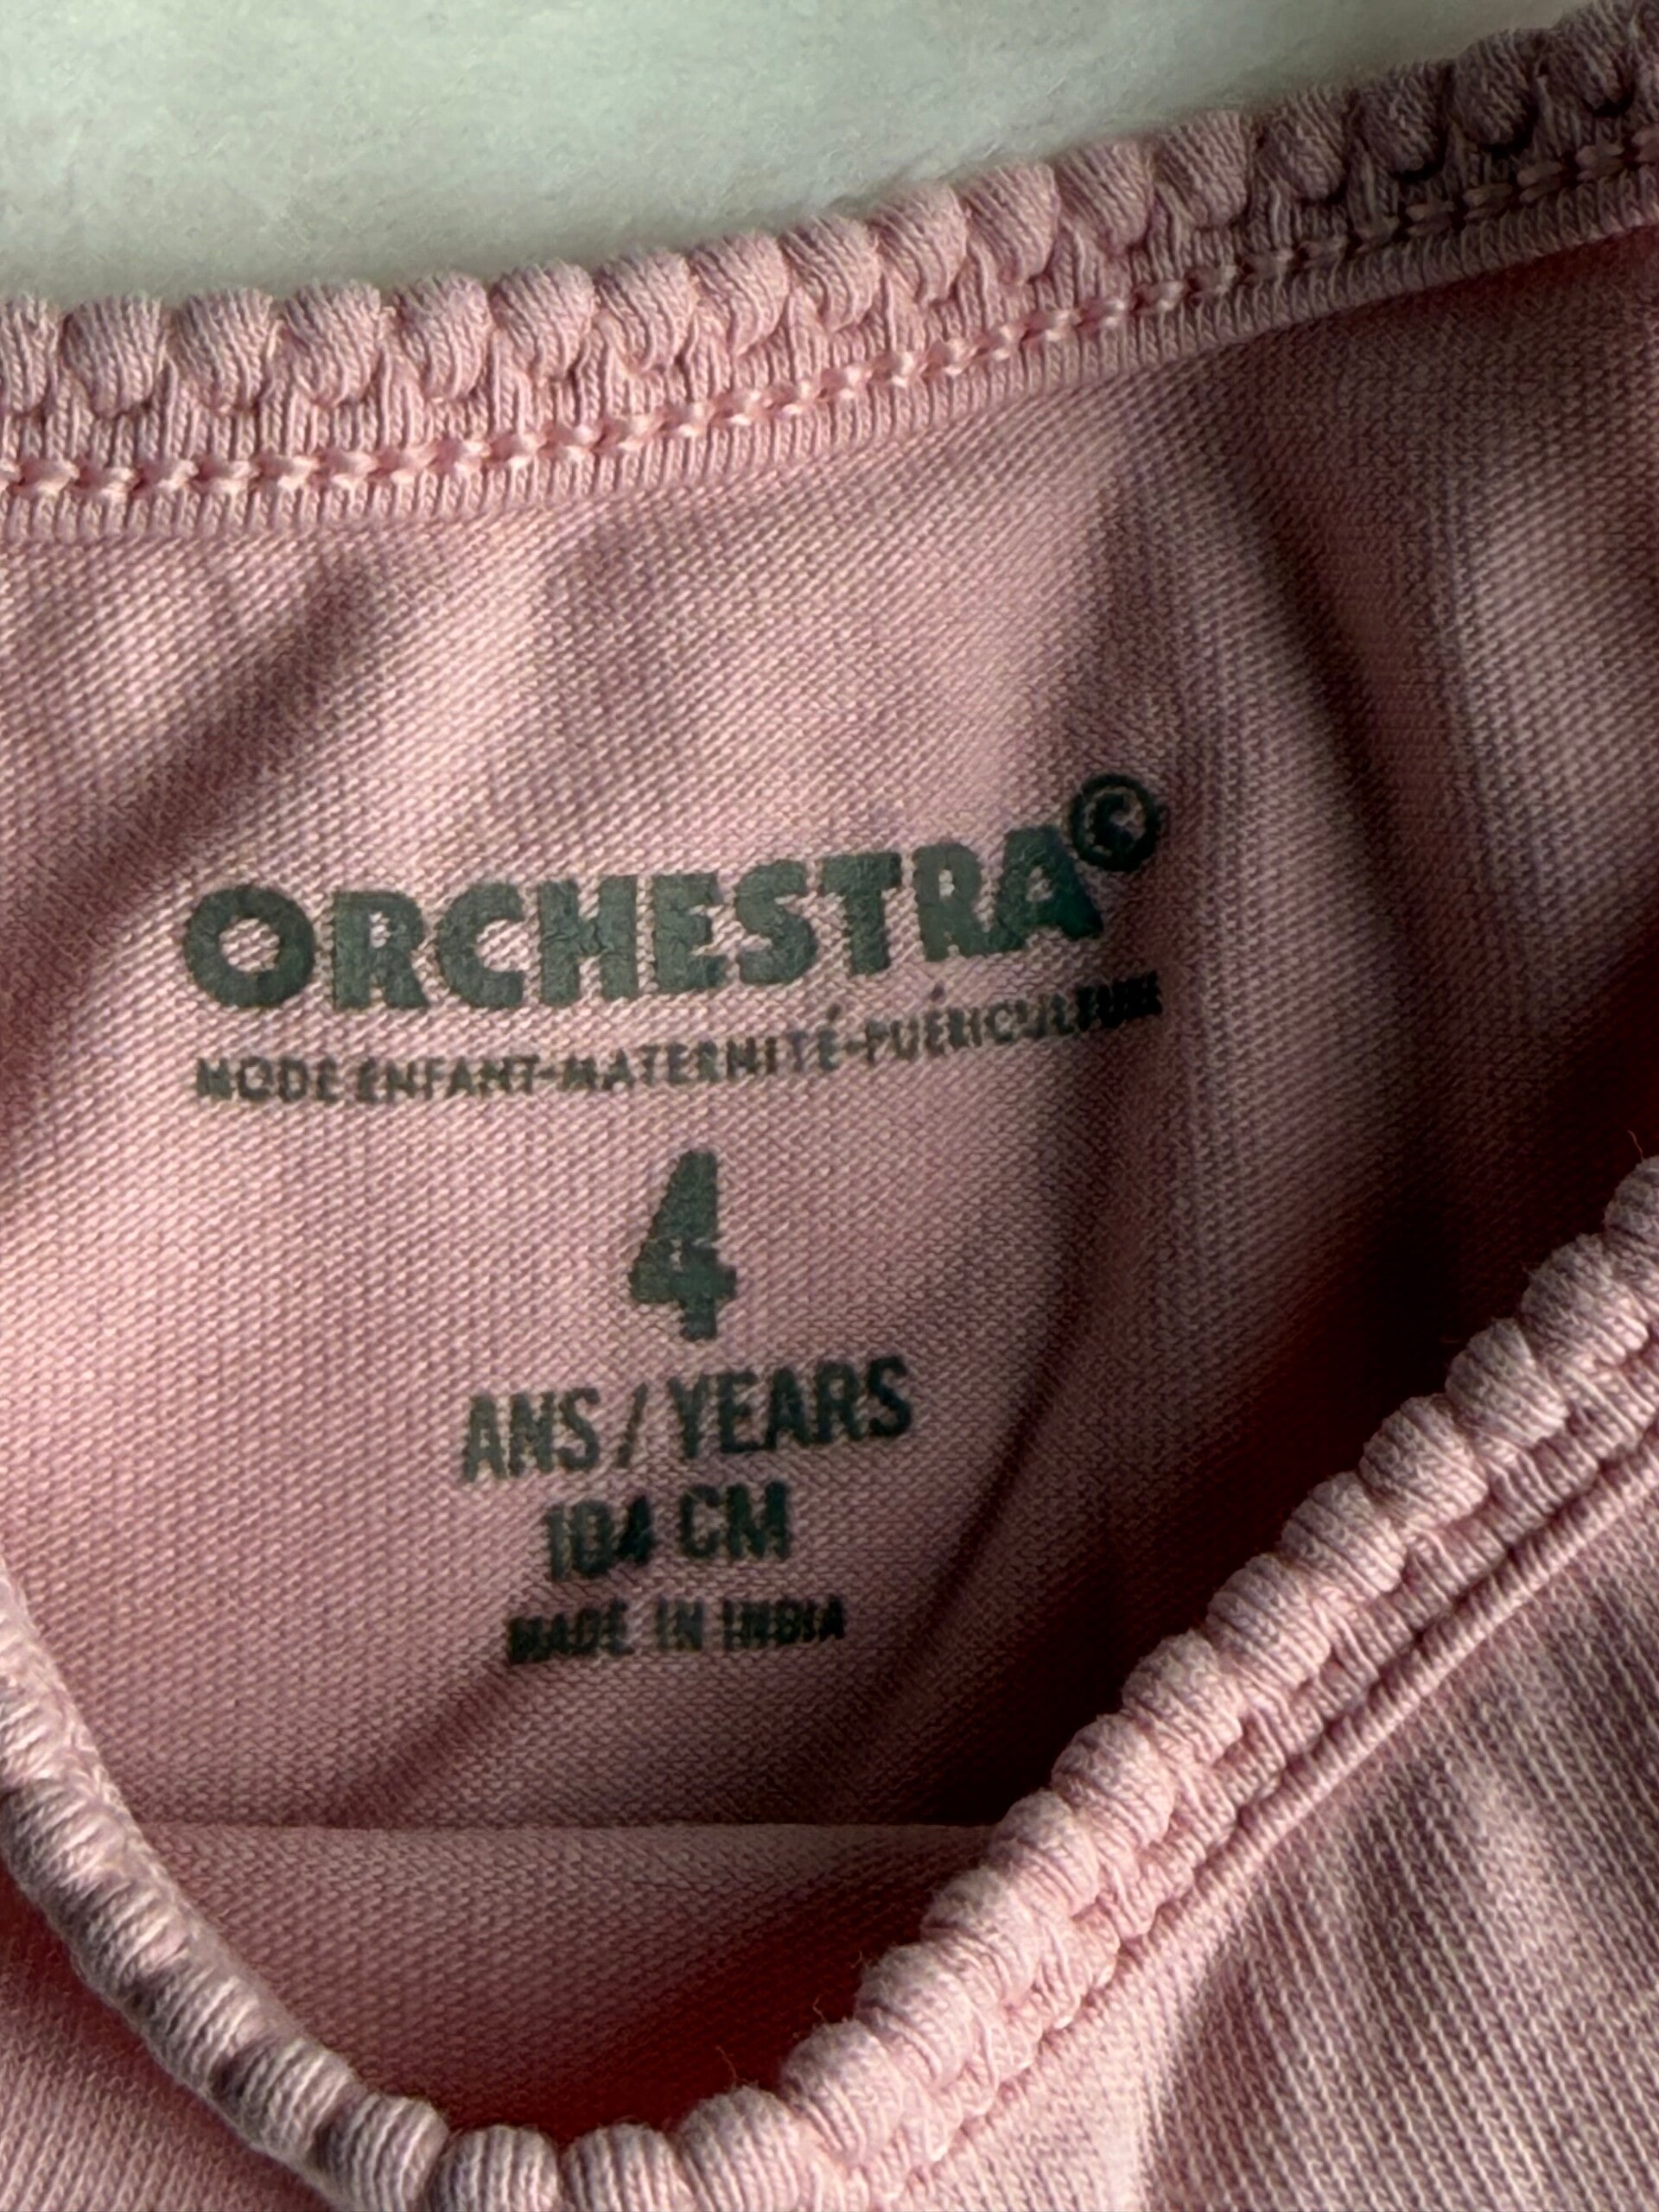 ORCHESTRA©
MODE ENFANT-MATERNITÉ-PUÉRICULTURE
4
ANS / YEARS
104 CM
MADE IN INDIA